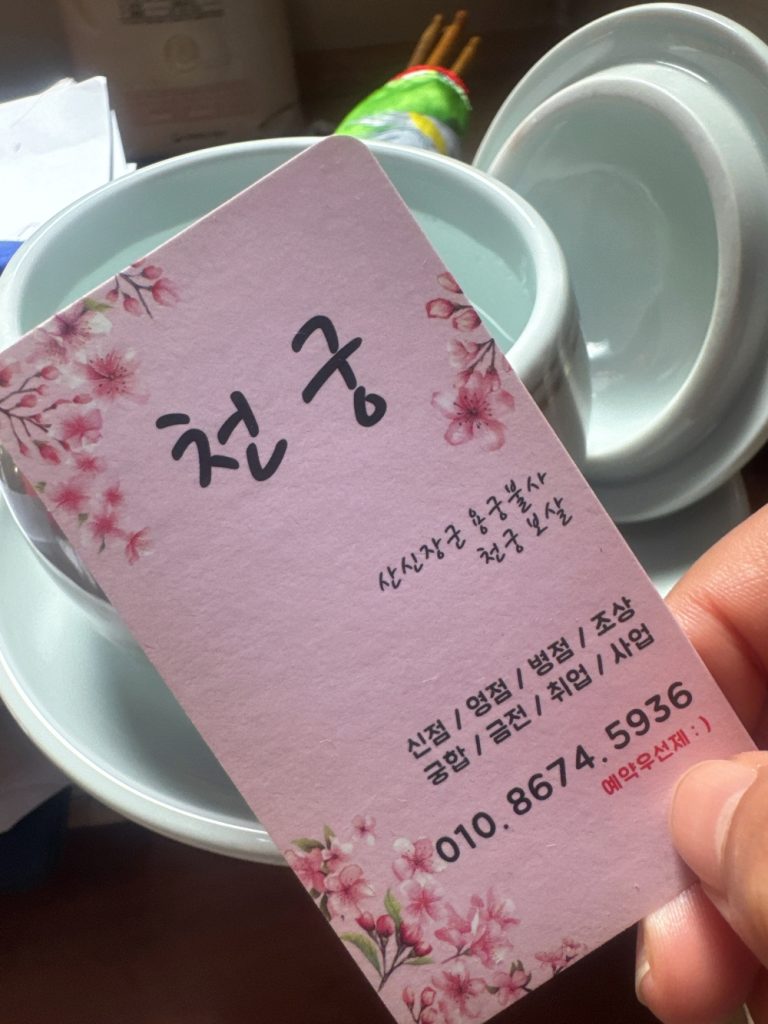 천궁
산신장군 용궁불사
천궁 보살
신점 / 영점 / 병점 / 조상
궁합 / 금전 / 취업 / 사업
010. 8674. 5936
예약우선제 : )